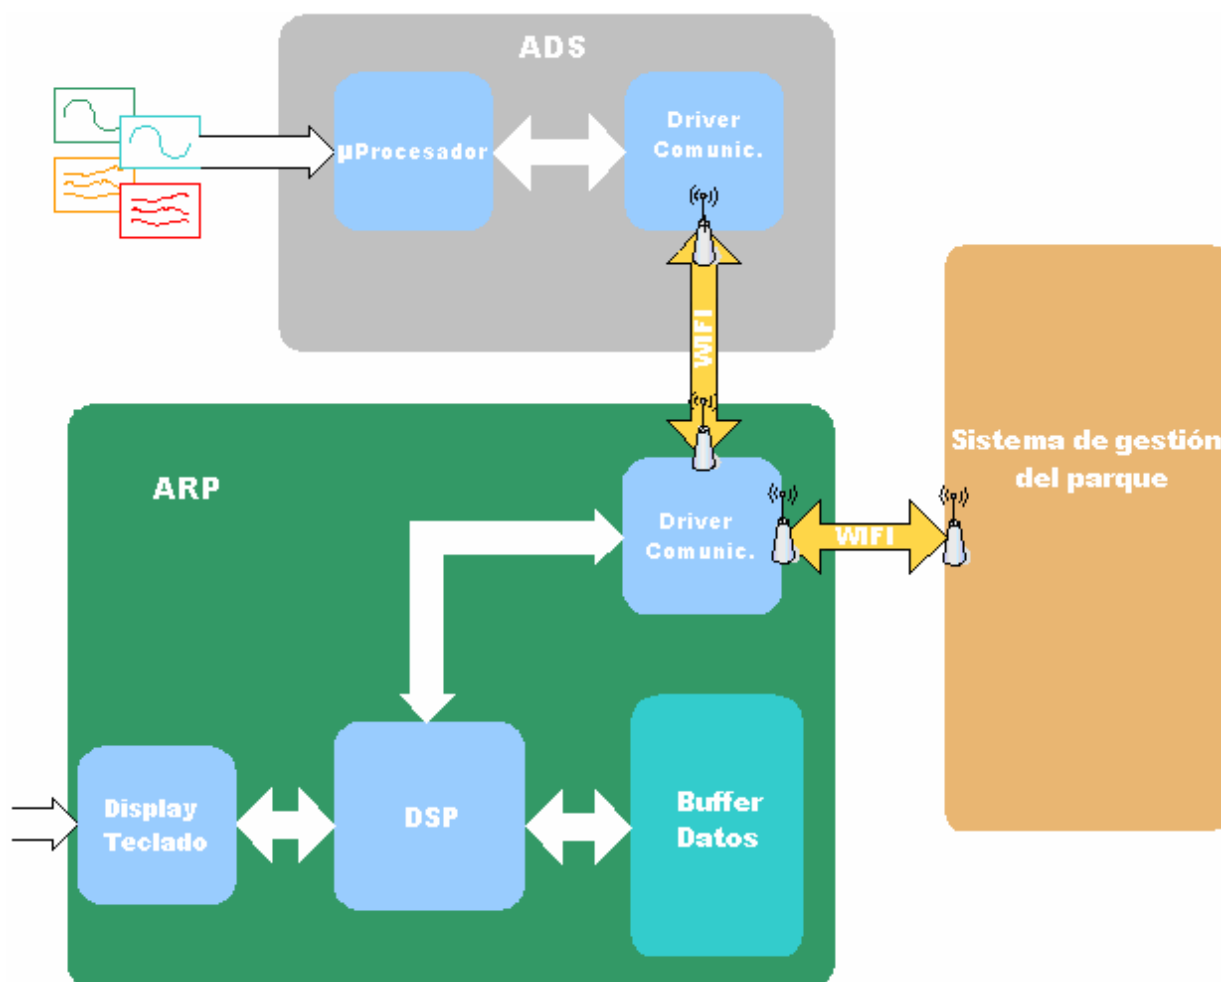 ADS
µProcesador
Driver
Comunic.
WIFI
Sistema de gestión
del parque
ARP
Driver
Comunic.
WIFI
Display
Teclado
DSP
Buffer
Datos